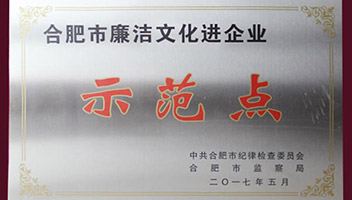 合肥市廉洁文化进企业
示范点
中共合肥市纪律检查委员会
合肥市监察局
二〇一七年五月